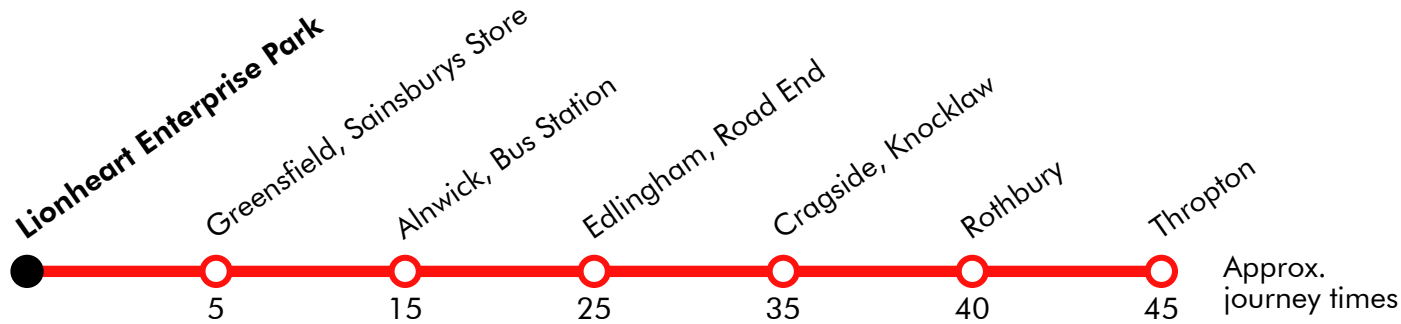 Lionheart Enterprise Park
Greensfield, Sainsburys Store
Alnwick, Bus Station
Edlingham, Road End
Cragside, Knocklaw
Rothbury
Thropton
5
15
25
35
40
45
Approx.
journey times